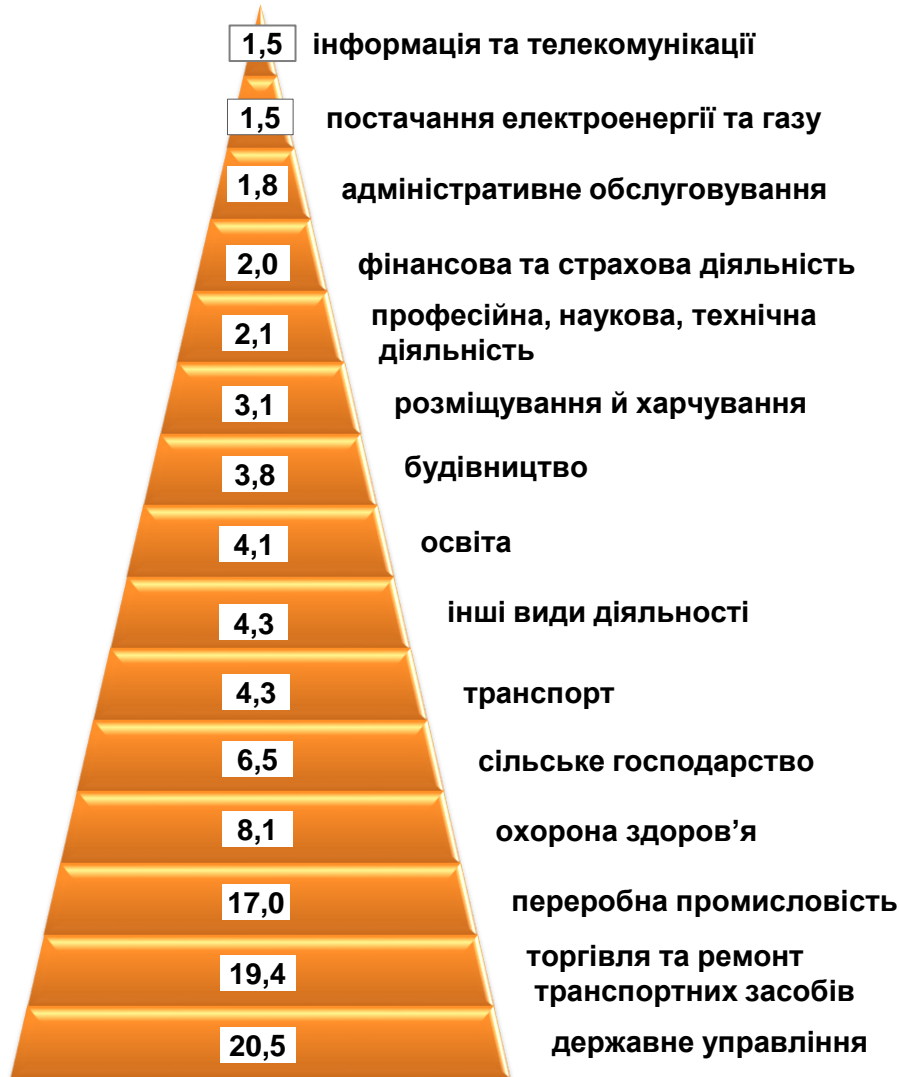 1,5 інформація та телекомунікації
1,5 постачання електроенергії та газу
1,8 адміністративне обслуговування
2,0 фінансова та страхова діяльність
2,1 професійна, наукова, технічна
діяльність
3,1 розміщування й харчування
3,8 будівництво
4,1 освіта
4,3 інші види діяльності
4,3 транспорт
6,5 сільське господарство
8,1 охорона здоров’я
17,0 переробна промисловість
19,4 торгівля та ремонт
транспортних засобів
20,5 державне управління